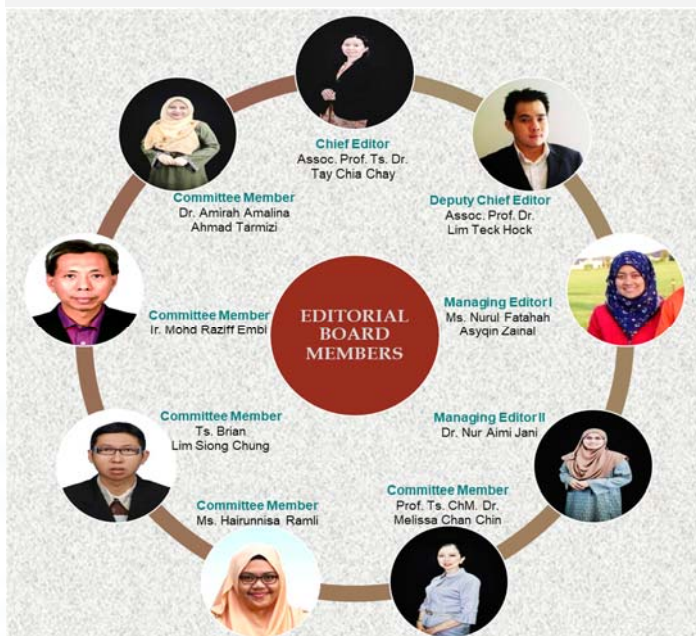 Chief Editor
Assoc. Prof. Ts. Dr.
Tay Chia Chay
Deputy Chief Editor
Assoc. Prof. Dr.
Lim Teck Hock
Managing Editor I
Ms. Nurul Fatahah
Asyqin Zainal
Managing Editor II
Dr. Nur Aimi Jani
Committee Member
Prof. Ts. ChM. Dr.
Melissa Chan Chin
Committee Member
Ms. Hairunnisa Ramli
Committee Member
Ts. Brian
Lim Siong Chung
Committee Member
Ir. Mohd Raziff Embi
Committee Member
Dr. Amirah Amalina
Ahmad Tarmizi
EDITORIAL
BOARD
MEMBERS